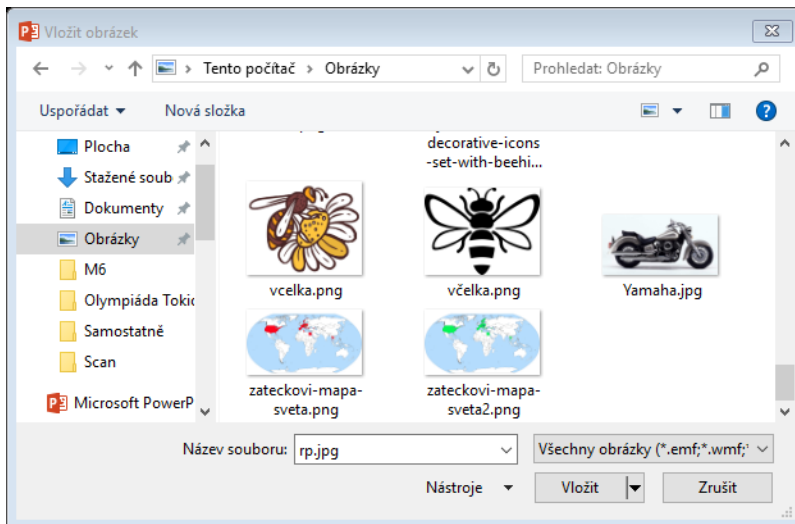 Vložit obrázek
Tento počítač › Obrázky
Prohledat: Obrázky
Uspořádat
Nová složka
Plocha
Stažené soub
Dokumenty
Obrázky
M6
Olympiáda Tokio
Samostatně
Scan
Microsoft PowerP
decorative-icons
-set-with-beehi...
vcelka.png
včelka.png
Yamaha.jpg
zateckovi-mapa-
sveta.png
zateckovi-mapa-
sveta2.png
Název souboru:
rp.jpg
Všechny obrázky (*.emf;*.wmf;*
Nástroje
Vložit
Zrušit